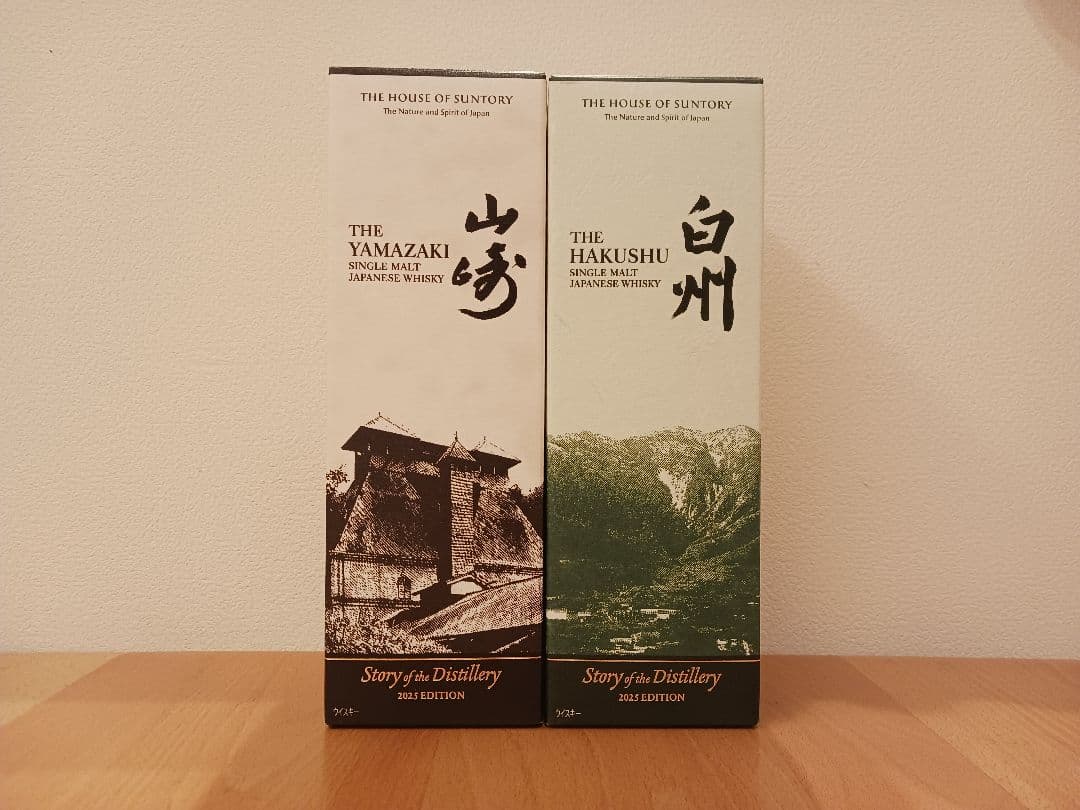 THE HOUSE OF SUNTORY
The Nature and Spirit of Japan
THE
YAMAZAKI
SINGLE MALT
JAPANESE WHISKY
山崎
Story of the Distillery
2025 EDITION
ウイスキー
THE HOUSE OF SUNTORY
The Nature and Spirit of Japan
THE
HAKUSHU
SINGLE MALT
JAPANESE WHISKY
白州
Story of the Distillery
2025 EDITION
ウイスキー